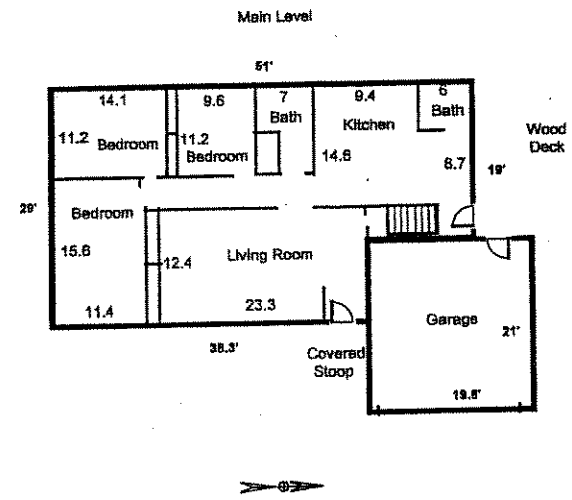 Main Level
51'
14.1
9.6
7
9.4
6
Bath
Bath
Kitchen
Wood
Deck
11.2
Bedroom
11.2
Bedroom
14.6
6.7
19'
29'
Bedroom
15.6
12.4
Living Room
11.4
23.3
Garage
21'
38.3'
Covered
Stoop
19.8'